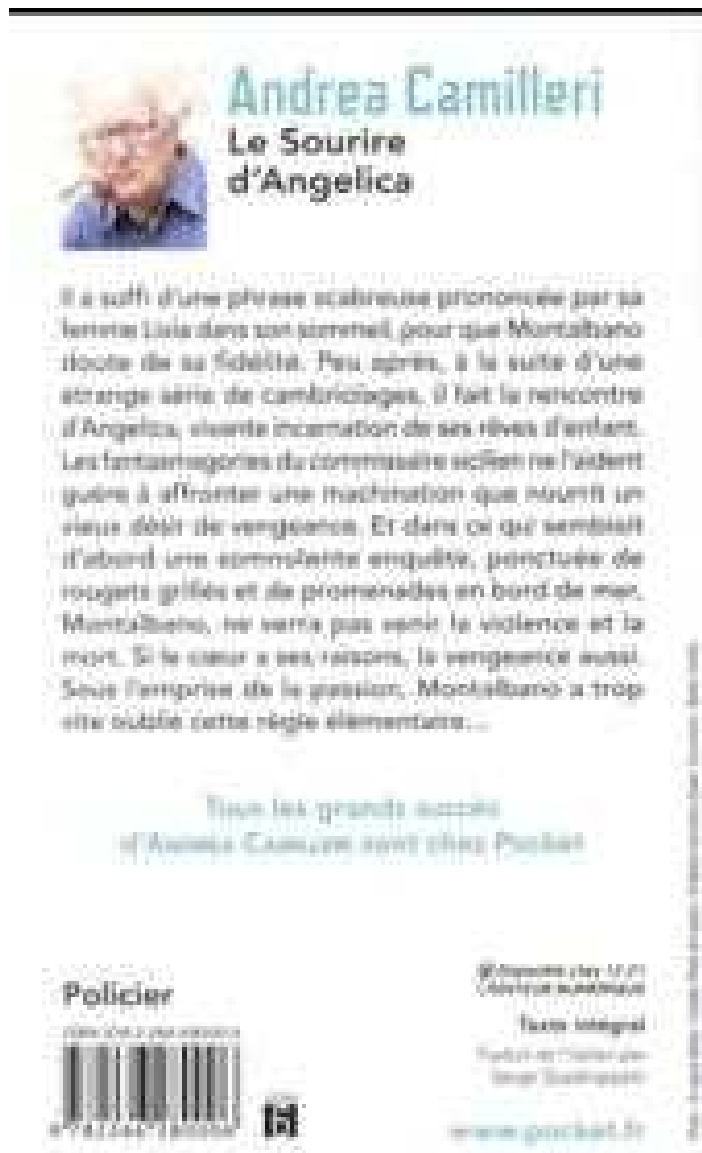 Andrea Camilleri
Le Sourire
d'Angelica
Il a suffi d'une phrase scabreuse prononcée par sa
femme Livia dans son sommeil, pour que Montalbano
doute de sa fidélité. Peu après, à la suite d'une
étrange série de cambriolages, il fait la rencontre
d'Angelica, vivante incarnation de ses rêves d'enfant.
Les fantasmagories du commissaire sicilien ne l'aident
guère à affronter une machination que nourrit un
vieux désir de vengeance. Et dans ce qui semblait
d'abord une somnolente enquête, ponctuée de
rougets grillés et de promenades en bord de mer,
Montalbano, ne verra pas venir la violence et la
mort. Si le cœur a ses raisons, la vengeance aussi.
Sous l'emprise de la passion, Montalbano a trop
vite oublié cette règle élémentaire...
Tous les grands succès
d'Andrea Camilleri sont chez Pocket
Policier
Texte intégral
Traduit de l'italien par
Serge Quadruppani
www.pocket.fr